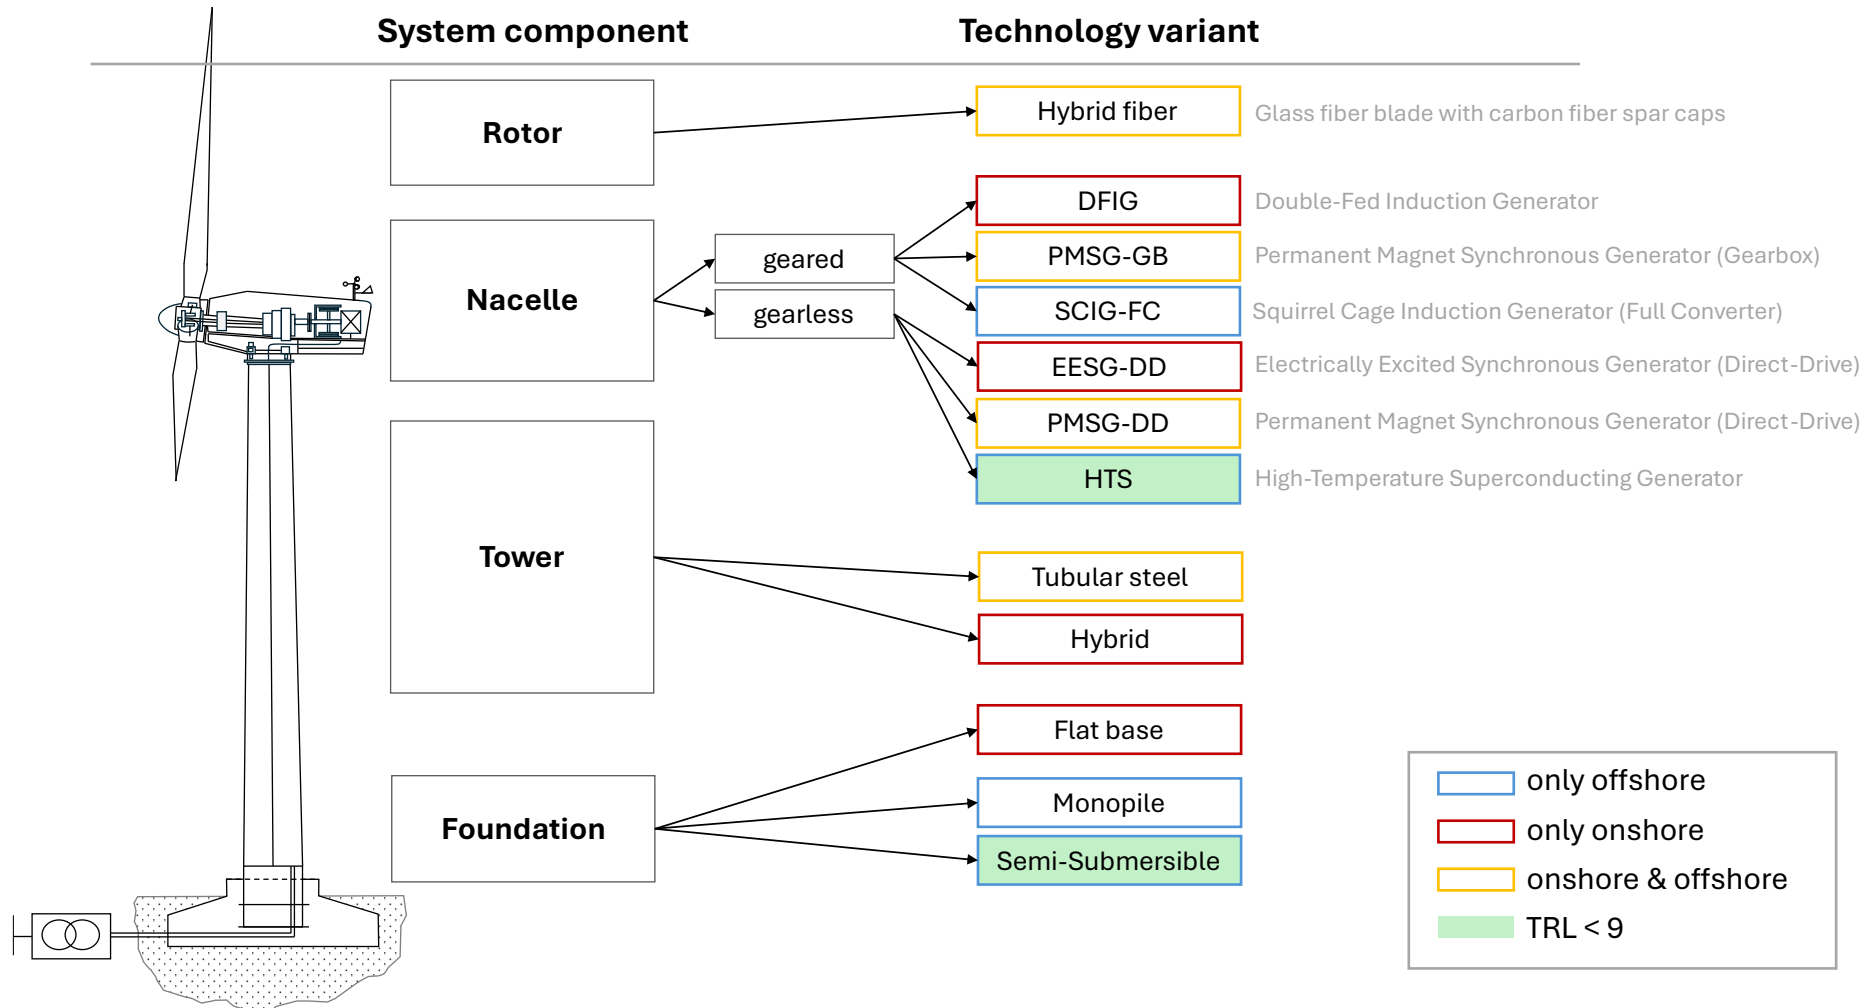 System component
Technology variant
Rotor
Hybrid fiber
Glass fiber blade with carbon fiber spar caps
Nacelle
geared
gearless
DFIG
Double-Fed Induction Generator
PMSG-GB
Permanent Magnet Synchronous Generator (Gearbox)
SCIG-FC
Squirrel Cage Induction Generator (Full Converter)
EESG-DD
Electrically Excited Synchronous Generator (Direct-Drive)
PMSG-DD
Permanent Magnet Synchronous Generator (Direct-Drive)
HTS
High-Temperature Superconducting Generator
Tower
Tubular steel
Hybrid
Foundation
Flat base
Monopile
Semi-Submersible
only offshore
only onshore
onshore & offshore
TRL < 9